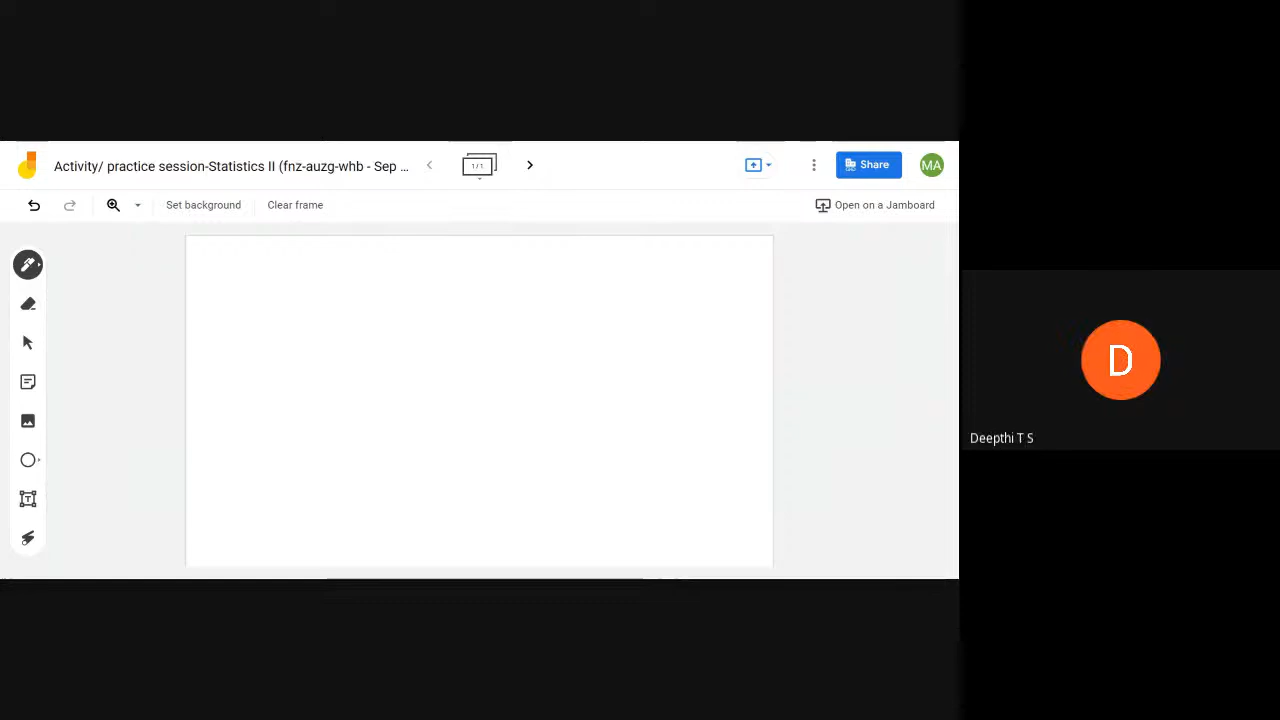 Activity/ practice session-Statistics II (fnz-auzg-whb - Sep ...
1/1
Share
MA
Set background
Clear frame
Open on a Jamboard
T
D
Deepthi T S